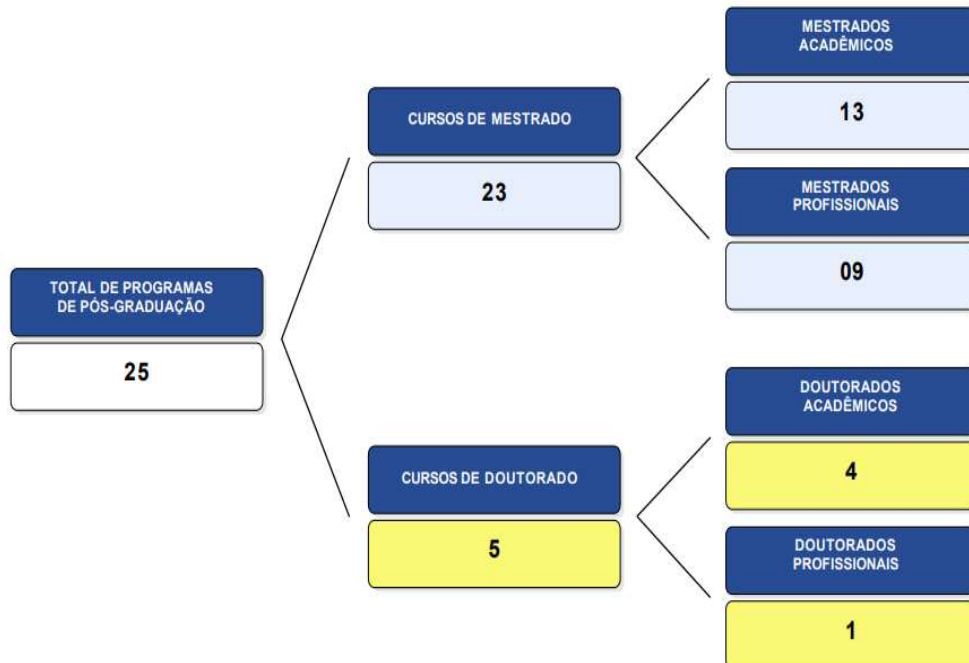 TOTAL DE PROGRAMAS
DE PÓS-GRADUAÇÃO
25
CURSOS DE MESTRADO
23
MESTRADOS
ACADÊMICOS
13
MESTRADOS
PROFISSIONAIS
09
CURSOS DE DOUTORADO
5
DOUTORADOS
ACADÊMICOS
4
DOUTORADOS
PROFISSIONAIS
1